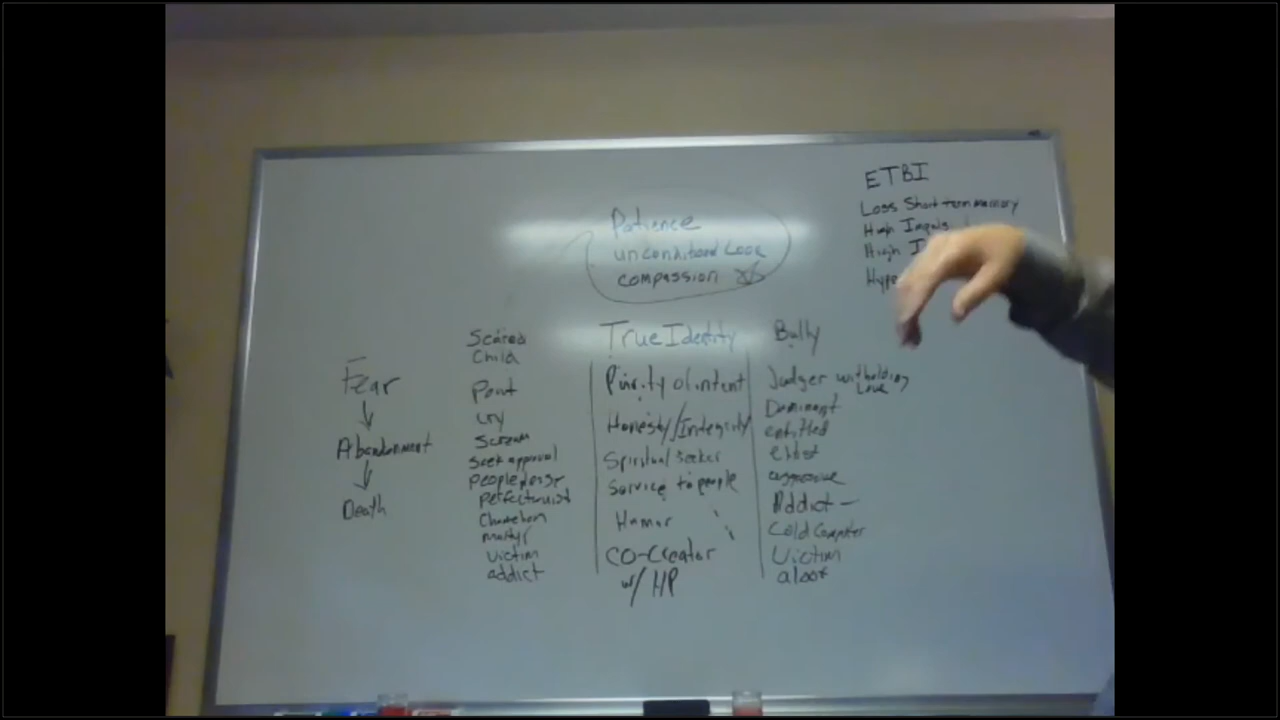 ETBI
Loss Short term memory
High Impuls
High I
Hype
Patience
unconditional Love
compassion
Fear
Abandonment
Death
Scared
Child
Pout
cry
Scream
Seek approval
people pleaser
perfectionist
Chameleon
martyr
Victim
addict
True Identity
Purity of intent
Honesty/Integrity
Spiritual Seeker
Service to people
Humor
CO-Creator
w/ HP
Bully
Judger witholding
Love
Dominant
entitled
elitist
aggressive
Addict -
Cold Computer
Victim
aloof